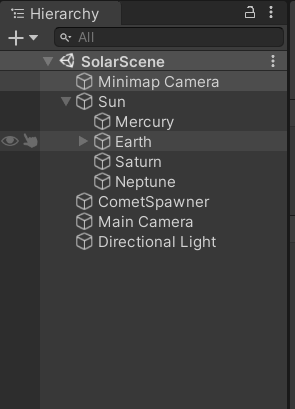 Hierarchy
All
SolarScene
Minimap Camera
Sun
Mercury
Earth
Saturn
Neptune
CometSpawner
Main Camera
Directional Light